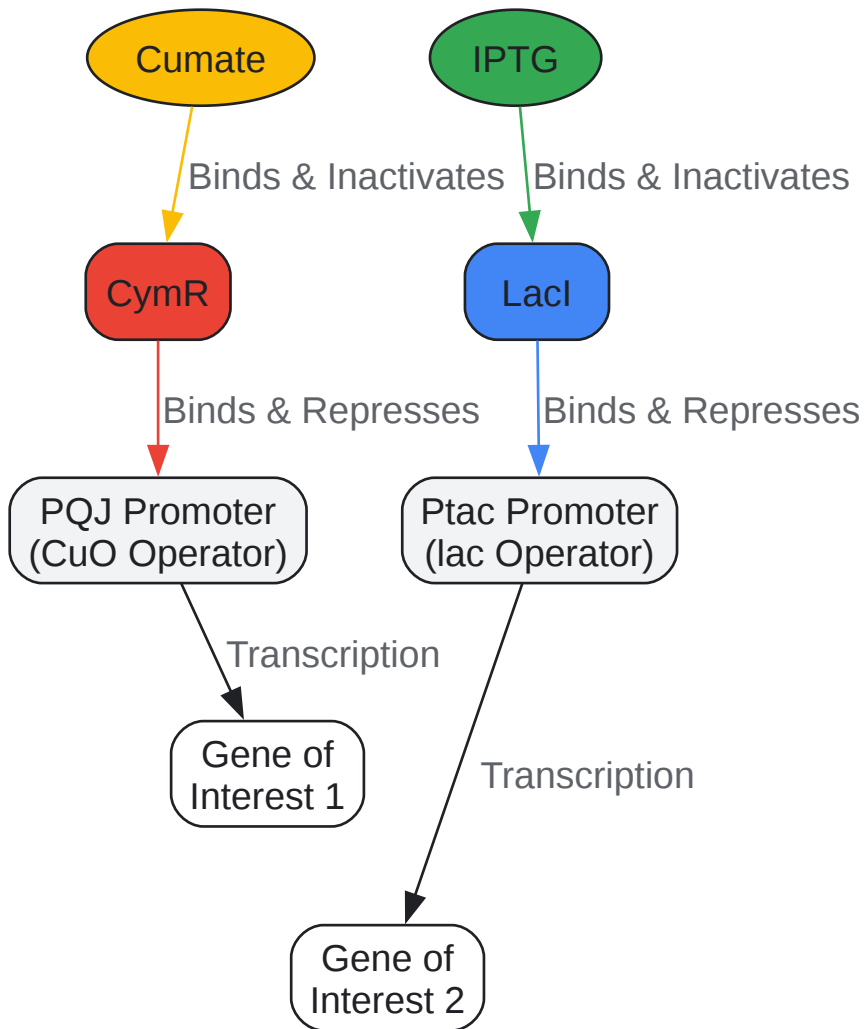 Cumate
IPTG
Binds & Inactivates
Binds & Inactivates
CymR
LacI
Binds & Represses
Binds & Represses
PQJ Promoter
(CuO Operator)
Ptac Promoter
(lac Operator)
Transcription
Gene of
Interest 1
Transcription
Gene of
Interest 2